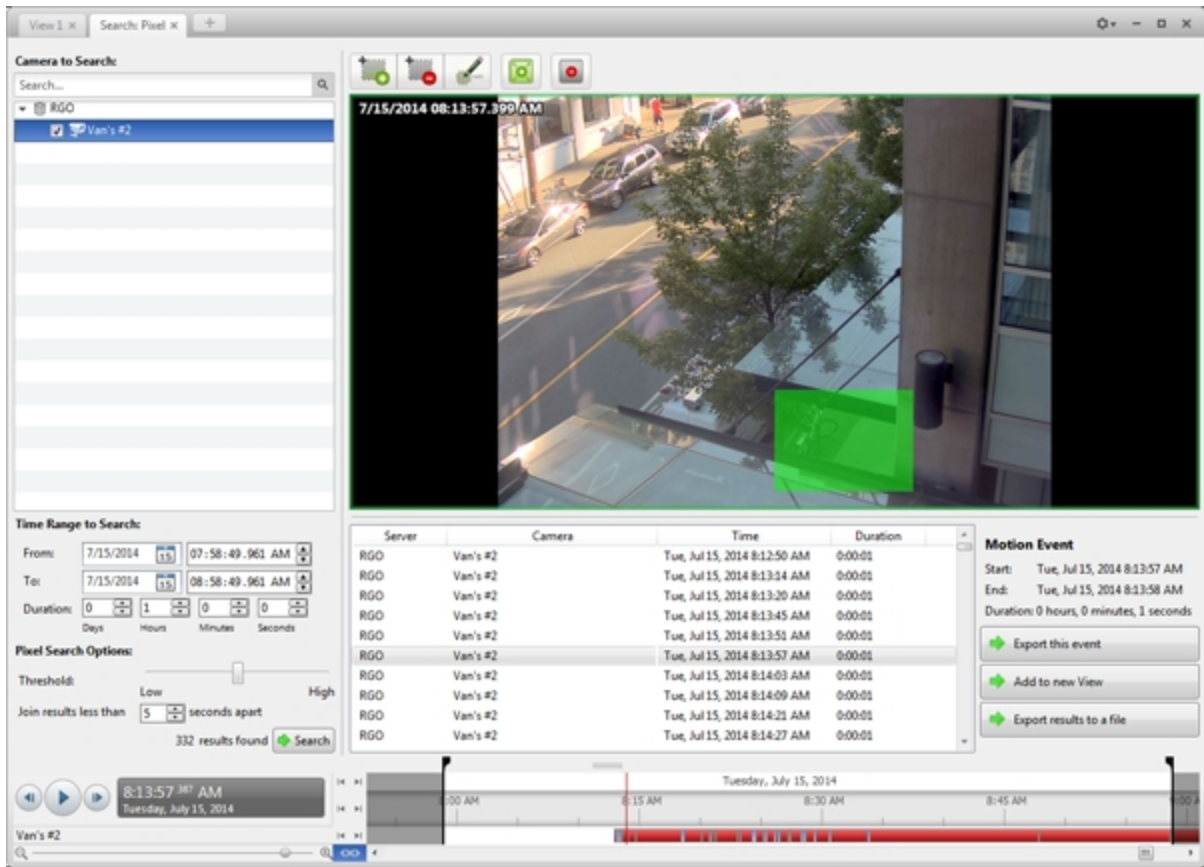 View 1 ×
Search: Pixel ×
+
Camera to Search:
Search...
RGO
Van's #2
7/15/2014 08:13:57.399 AM
Time Range to Search:
From: 7/15/2014 15 07:58:49.961 AM
To: 7/15/2014 15 08:58:49.961 AM
Duration: 0 1 0 0
Days Hours Minutes Seconds
Pixel Search Options:
Threshold:
Low High
Join results less than 5 seconds apart
332 results found Search
Server Camera Time Duration
RGO Van's #2 Tue, Jul 15, 2014 8:12:50 AM 0:00:01
RGO Van's #2 Tue, Jul 15, 2014 8:13:14 AM 0:00:01
RGO Van's #2 Tue, Jul 15, 2014 8:13:20 AM 0:00:01
RGO Van's #2 Tue, Jul 15, 2014 8:13:45 AM 0:00:01
RGO Van's #2 Tue, Jul 15, 2014 8:13:51 AM 0:00:01
RGO Van's #2 Tue, Jul 15, 2014 8:13:57 AM 0:00:01
RGO Van's #2 Tue, Jul 15, 2014 8:14:03 AM 0:00:01
RGO Van's #2 Tue, Jul 15, 2014 8:14:09 AM 0:00:01
RGO Van's #2 Tue, Jul 15, 2014 8:14:21 AM 0:00:01
RGO Van's #2 Tue, Jul 15, 2014 8:14:27 AM 0:00:01
Motion Event
Start: Tue, Jul 15, 2014 8:13:57 AM
End: Tue, Jul 15, 2014 8:13:58 AM
Duration: 0 hours, 0 minutes, 1 seconds
Export this event
Add to new View
Export results to a file
8:13:57.387 AM
Tuesday, July 15, 2014
Tuesday, July 15, 2014
:00 AM 8:15 AM 8:30 AM 8:45 AM 9:00 A
Van's #2